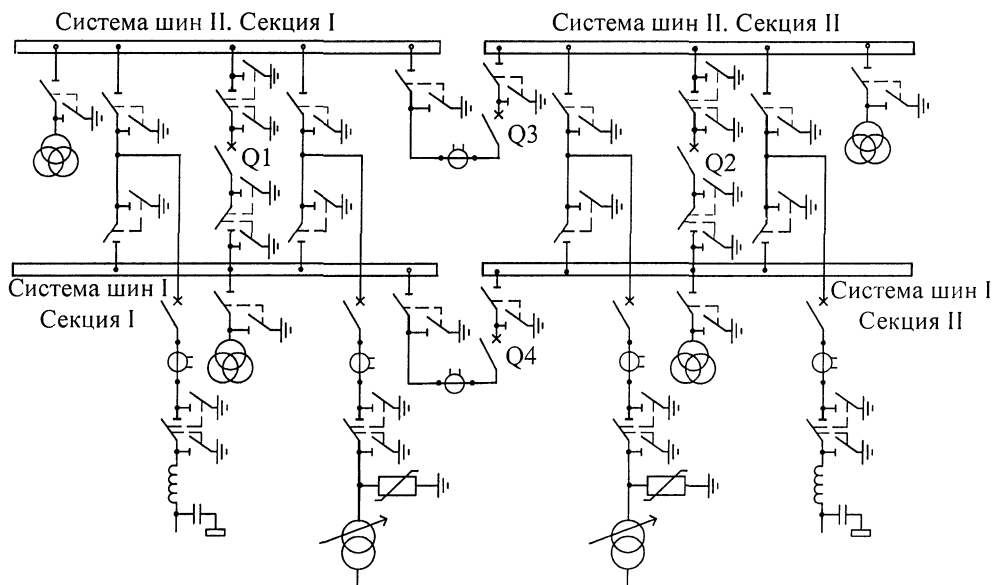 Система шин II. Секция I
Система шин II. Секция II
Q3
Q1
Q2
Система шин I
Секция I
Система шин I
Секция II
Q4